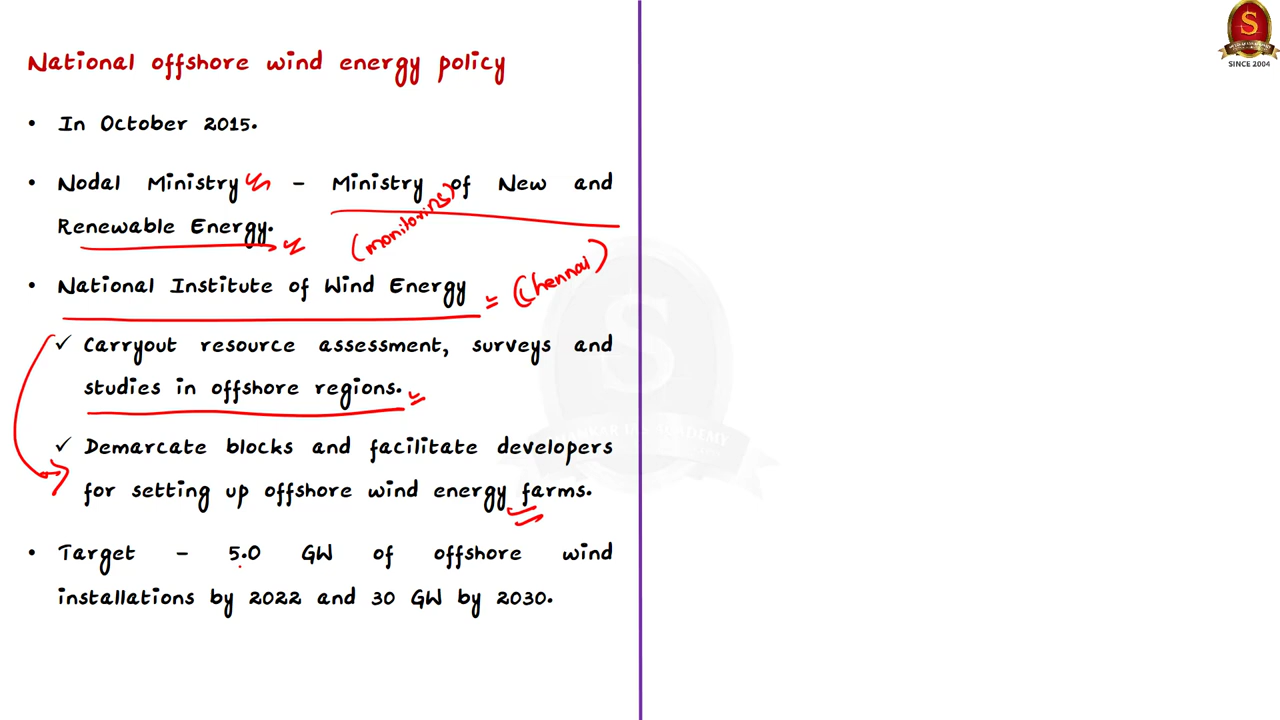 National offshore wind energy policy
• In October 2015.
• Nodal Ministry – Ministry of New and
Renewable Energy.
(monitoring)
• National Institute of Wind Energy
(Chennai)
✓ Carryout resource assessment, surveys and
studies in offshore regions.
✓ Demarcate blocks and facilitate developers
for setting up offshore wind energy farms.
• Target – 5.0 GW of offshore wind
installations by 2022 and 30 GW by 2030.
S
SINCE 2004